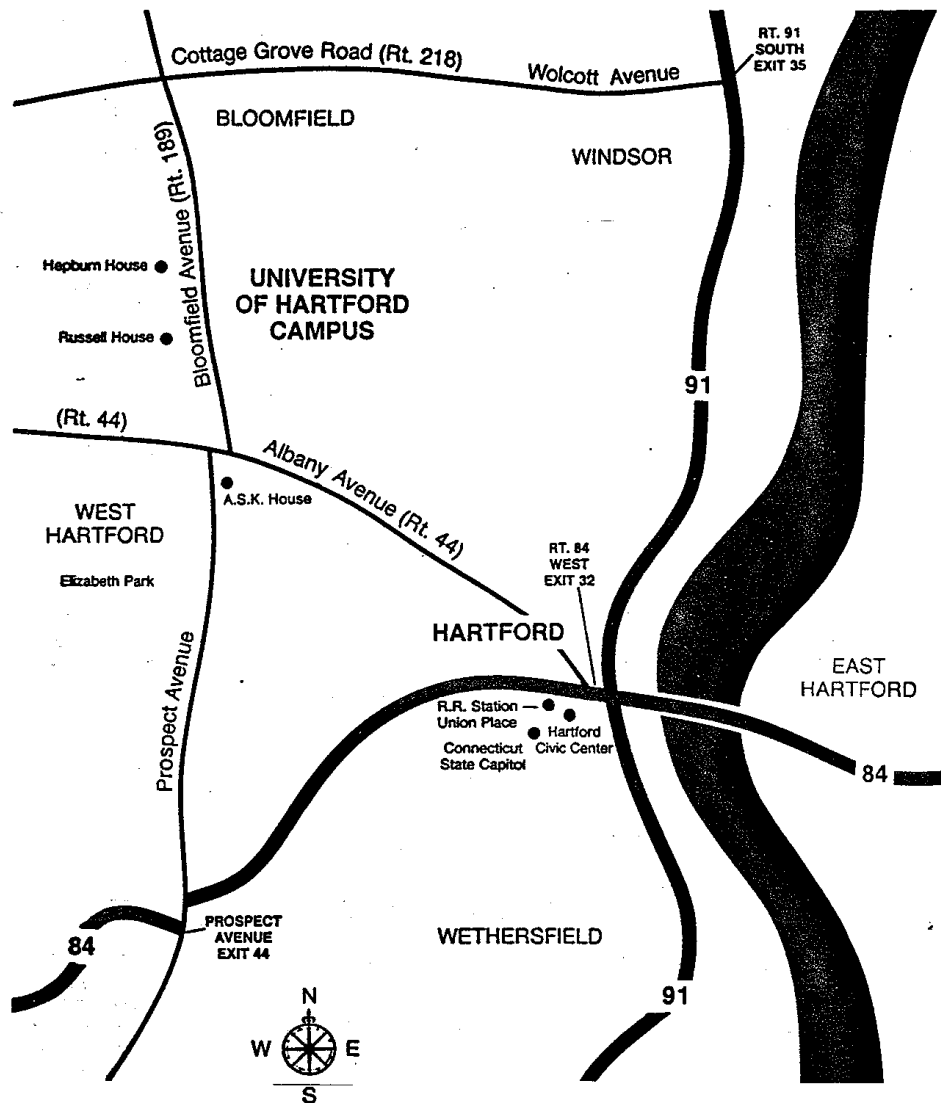 RT. 91
SOUTH
EXIT 35
Cottage Grove Road (Rt. 218)
Wolcott Avenue
BLOOMFIELD
WINDSOR
Bloomfield Avenue (Rt. 189)
Hepburn House
UNIVERSITY
OF HARTFORD
CAMPUS
Russell House
91
(Rt. 44)
Albany Avenue (Rt. 44)
A.S.K. House
WEST
HARTFORD
Elizabeth Park
RT. 84
WEST
EXIT 32
HARTFORD
EAST
HARTFORD
Prospect Avenue
R.R. Station
Union Place
Hartford
Civic Center
Connecticut
State Capitol
84
PROSPECT
AVENUE
EXIT 44
84
WETHERSFIELD
91
N
W E
S